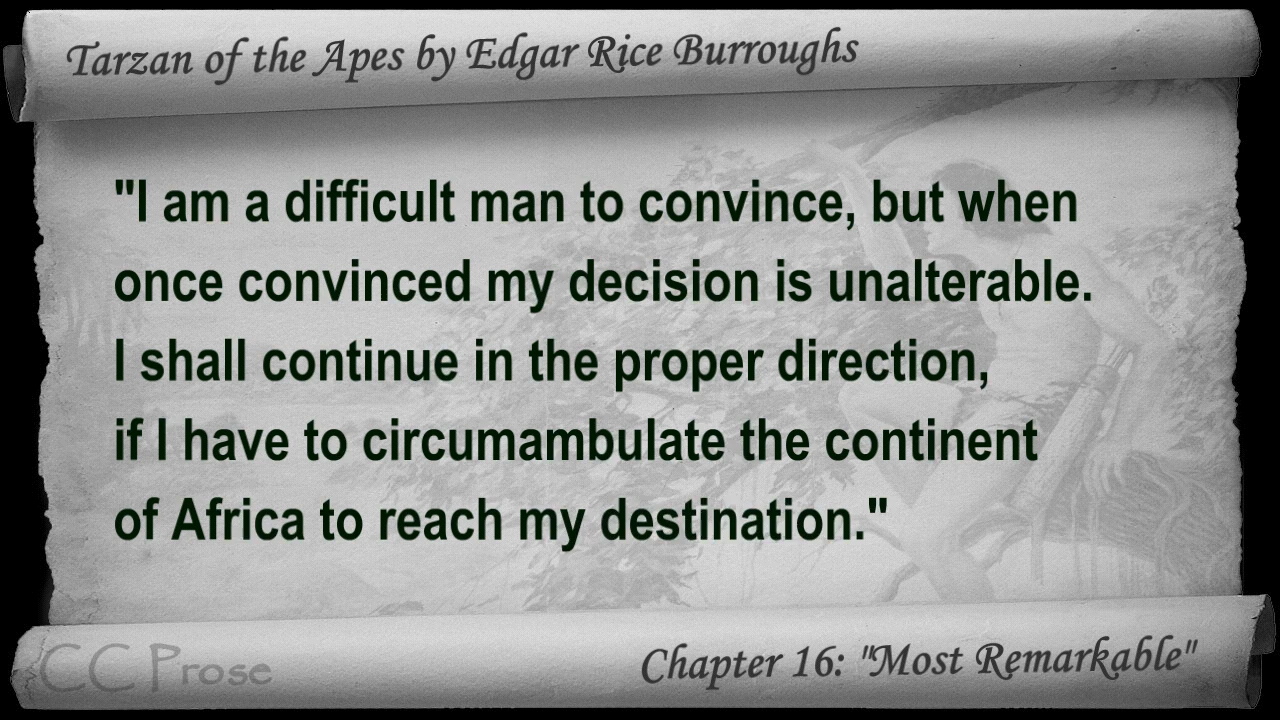 Tarzan of the Apes by Edgar Rice Burroughs
"I am a difficult man to convince, but when
once convinced my decision is unalterable.
I shall continue in the proper direction,
if I have to circumambulate the continent
of Africa to reach my destination."
CC Prose
Chapter 16: "Most Remarkable"